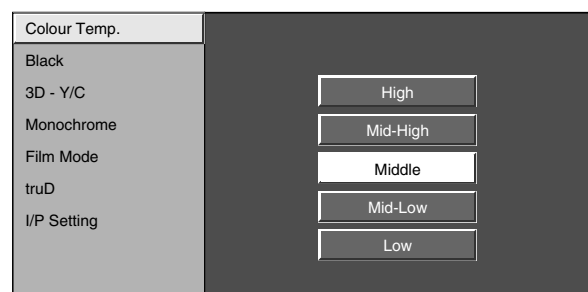 Colour Temp.
Black
3D - Y/C
Monochrome
Film Mode
truD
I/P Setting
High
Mid-High
Middle
Mid-Low
Low